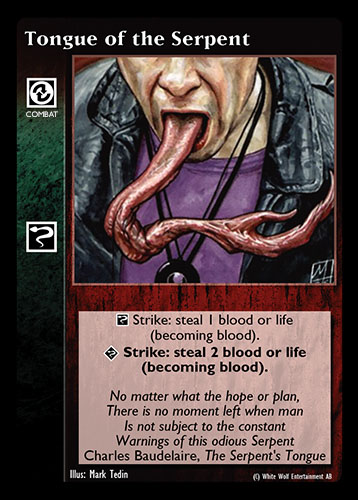 Tongue of the Serpent
COMBAT
Strike: steal 1 blood or life
(becoming blood).
Strike: steal 2 blood or life
(becoming blood).
No matter what the hope or plan,
There is no moment left when man
Is not subject to the constant
Warnings of this odious Serpent
Charles Baudelaire, The Serpent's Tongue
Illus: Mark Tedin
(C) White Wolf Entertainment AB